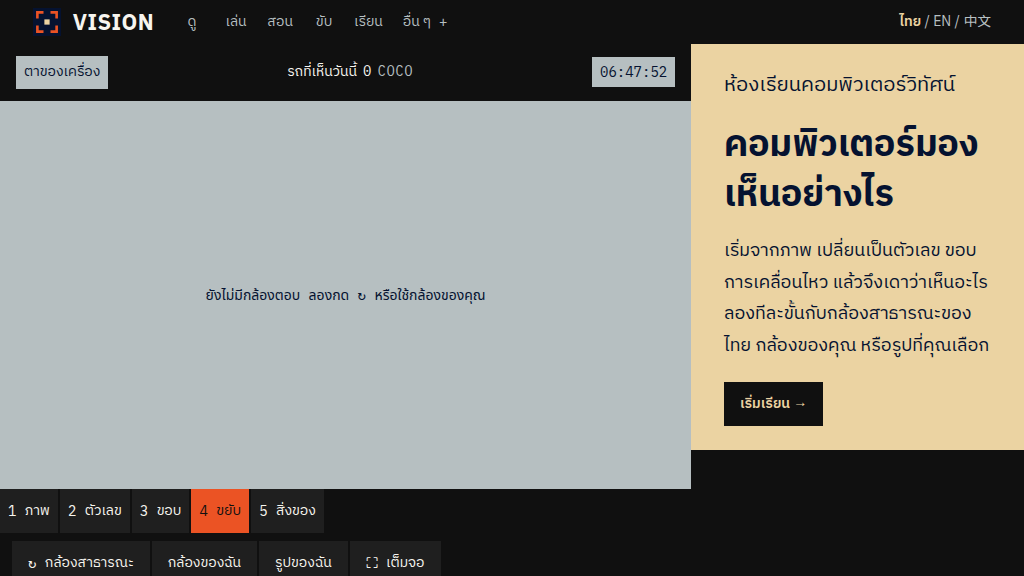 VISION ดู เล่น สอน ขับ เรียน อื่นๆ + ไทย / EN / 中文
ตาของเครื่อง รถที่เห็นวันนี้ 0 COCO 06:47:52
ยังไม่มีกล้องตอบ ลองกด ↻ หรือใช้กล้องของคุณ
1 ภาพ 2 ตัวเลข 3 ขอบ 4 ขยับ 5 สิ่งของ
↻ กล้องสาธารณะ กล้องของฉัน รูปของฉัน ⛶ เต็มจอ
ห้องเรียนคอมพิวเตอร์วิทัศน์
คอมพิวเตอร์มอง
เห็นอย่างไร
เริ่มจากภาพ เปลี่ยนเป็นตัวเลข ขอบ
การเคลื่อนไหว แล้วจึงเดาว่าเห็นอะไร
ลองทีละขั้นกับกล้องสาธารณะของ
ไทย กล้องของคุณ หรือรูปที่คุณเลือก
เริ่มเรียน →